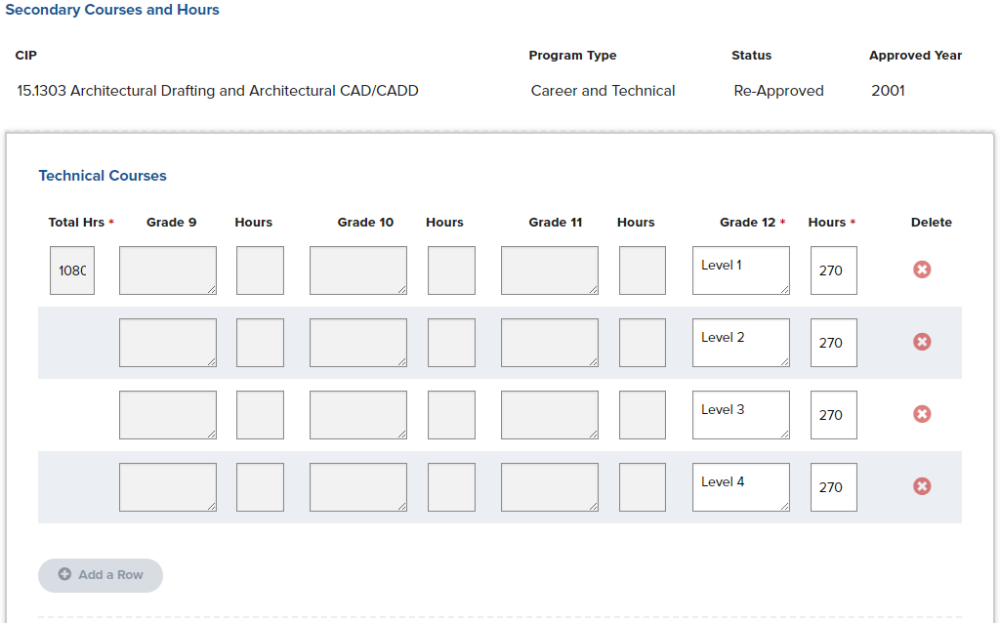 Secondary Courses and Hours
CIP Program Type Status Approved Year
15.1303 Architectural Drafting and Architectural CAD/CADD Career and Technical Re-Approved 2001
Technical Courses
Total Hrs * Grade 9 Hours Grade 10 Hours Grade 11 Hours Grade 12 * Hours * Delete
1080 Level 1 270
Level 2 270
Level 3 270
Level 4 270
Add a Row